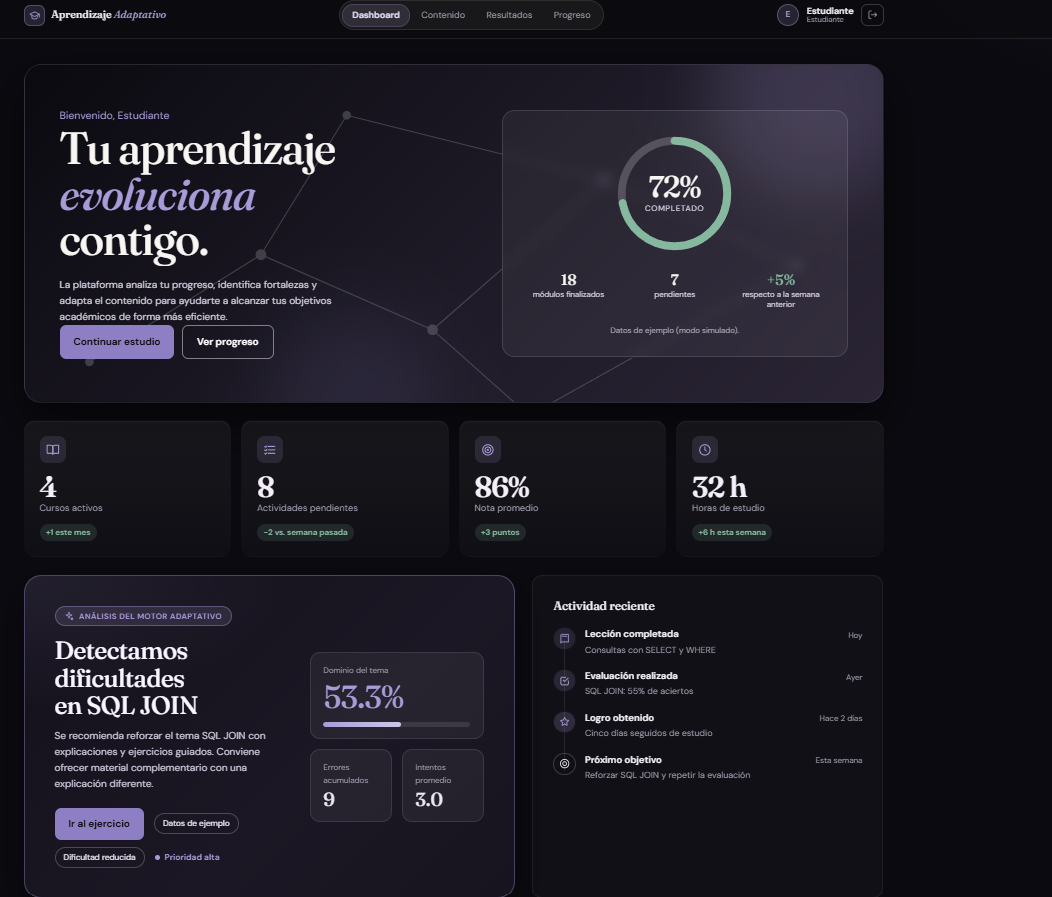 Aprendizaje Adaptativo
Dashboard
Contenido
Resultados
Progreso
E
Estudiante
Estudiante
Bienvenido, Estudiante
Tu aprendizaje
evoluciona
contigo.
La plataforma analiza tu progreso, identifica fortalezas y
adapta el contenido para ayudarte a alcanzar tus objetivos
académicos de forma más eficiente.
Continuar estudio
Ver progreso
72%
COMPLETADO
18
módulos finalizados
7
pendientes
+5%
respecto a la semana
anterior
Datos de ejemplo (modo simulado).
4
Cursos activos
+1 este mes
8
Actividades pendientes
−2 vs. semana pasada
86%
Nota promedio
+3 puntos
32 h
Horas de estudio
+6 h esta semana
ANÁLISIS DEL MOTOR ADAPTATIVO
Detectamos
dificultades
en SQL JOIN
Se recomienda reforzar el tema SQL JOIN con
explicaciones y ejercicios guiados. Conviene
ofrecer material complementario con una
explicación diferente.
Ir al ejercicio
Datos de ejemplo
Dificultad reducida
Prioridad alta
Dominio del tema
53.3%
Errores
acumulados
9
Intentos
promedio
3.0
Actividad reciente
Lección completada
Hoy
Consultas con SELECT y WHERE
Evaluación realizada
Ayer
SQL JOIN: 55% de aciertos
Logro obtenido
Hace 2 días
Cinco días seguidos de estudio
Próximo objetivo
Esta semana
Reforzar SQL JOIN y repetir la evaluación